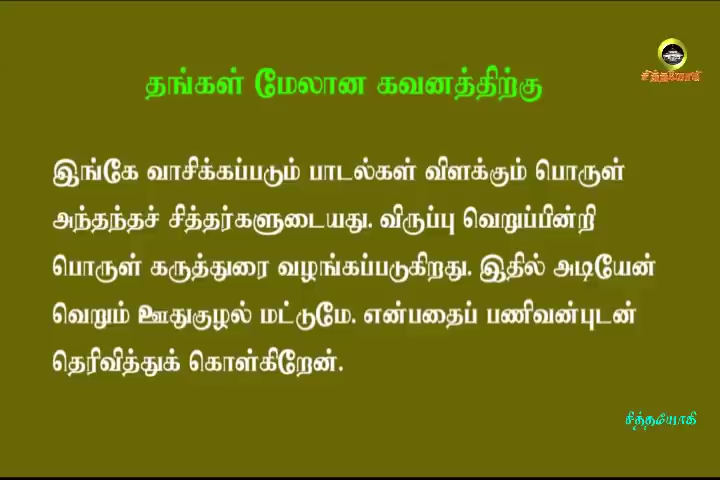 சித்தயோகி
தங்கள் மேலான கவனத்திற்கு
இங்கே வாசிக்கப்படும் பாடல்கள் விளக்கும் பொருள்
அந்தந்தச் சித்தர்களுடையது. விருப்பு வெறுப்பின்றி
பொருள் கருத்துரை வழங்கப்படுகிறது. இதில் அடியேன்
வெறும் ஊதுகுழல் மட்டுமே. என்பதைப் பணிவன்புடன்
தெரிவித்துக் கொள்கிறேன்.
சித்தயோகி